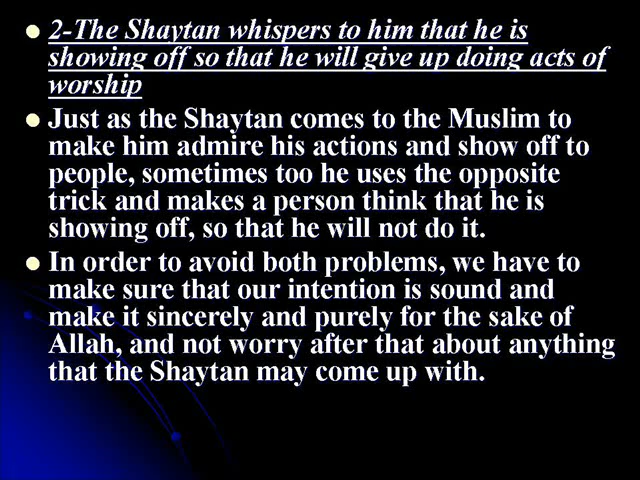 2-The Shaytan whispers to him that he is
showing off so that he will give up doing acts of
worship
Just as the Shaytan comes to the Muslim to
make him admire his actions and show off to
people, sometimes too he uses the opposite
trick and makes a person think that he is
showing off, so that he will not do it.
In order to avoid both problems, we have to
make sure that our intention is sound and
make it sincerely and purely for the sake of
Allah, and not worry after that about anything
that the Shaytan may come up with.